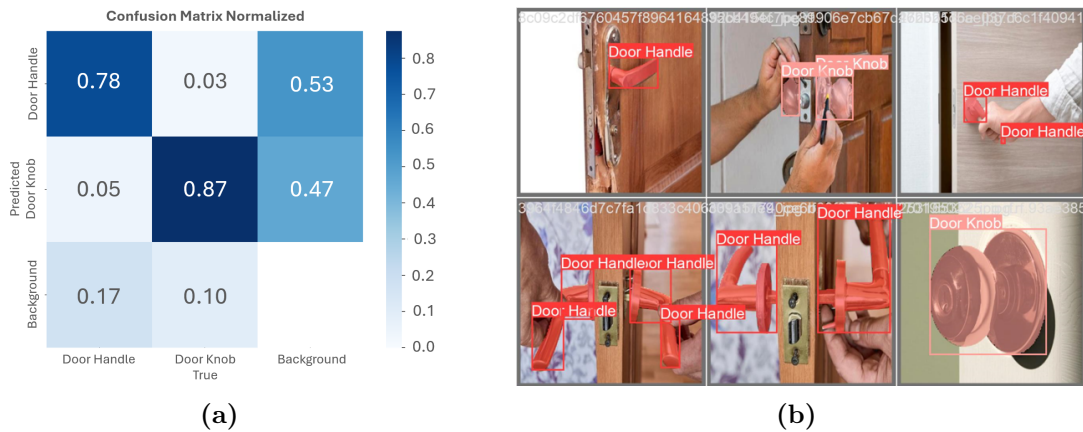 Confusion Matrix Normalized
Door Handle
0.78 0.03 0.53
Predicted
Door Knob
0.05 0.87 0.47
Background
0.17 0.10
Door Handle Door Knob Background
True
0.8
0.7
0.6
0.5
0.4
0.3
0.2
0.1
0.0
(a)
Door Handle
Door Knob
Door Knob
Door Handle
Door Handle
Door Handle
Door Handle
Door Handle
Door Handle
Door Handle
Door Handle
Door Knob
(b)